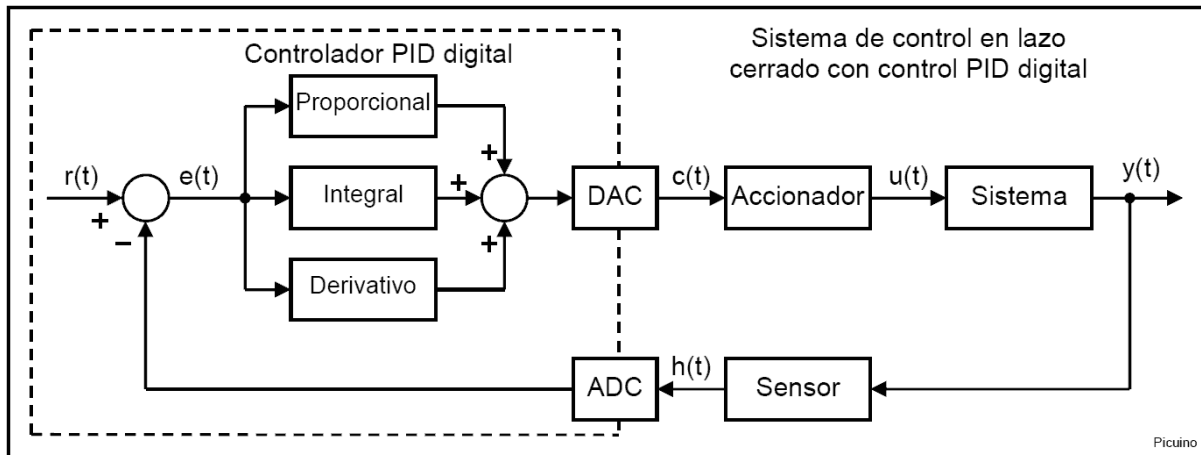 Controlador PID digital
Sistema de control en lazo
cerrado con control PID digital
Proporcional
r(t)
e(t)
Integral
Derivativo
+
−
+
+
+
DAC
c(t)
Accionador
u(t)
Sistema
y(t)
ADC
h(t)
Sensor
Picuino